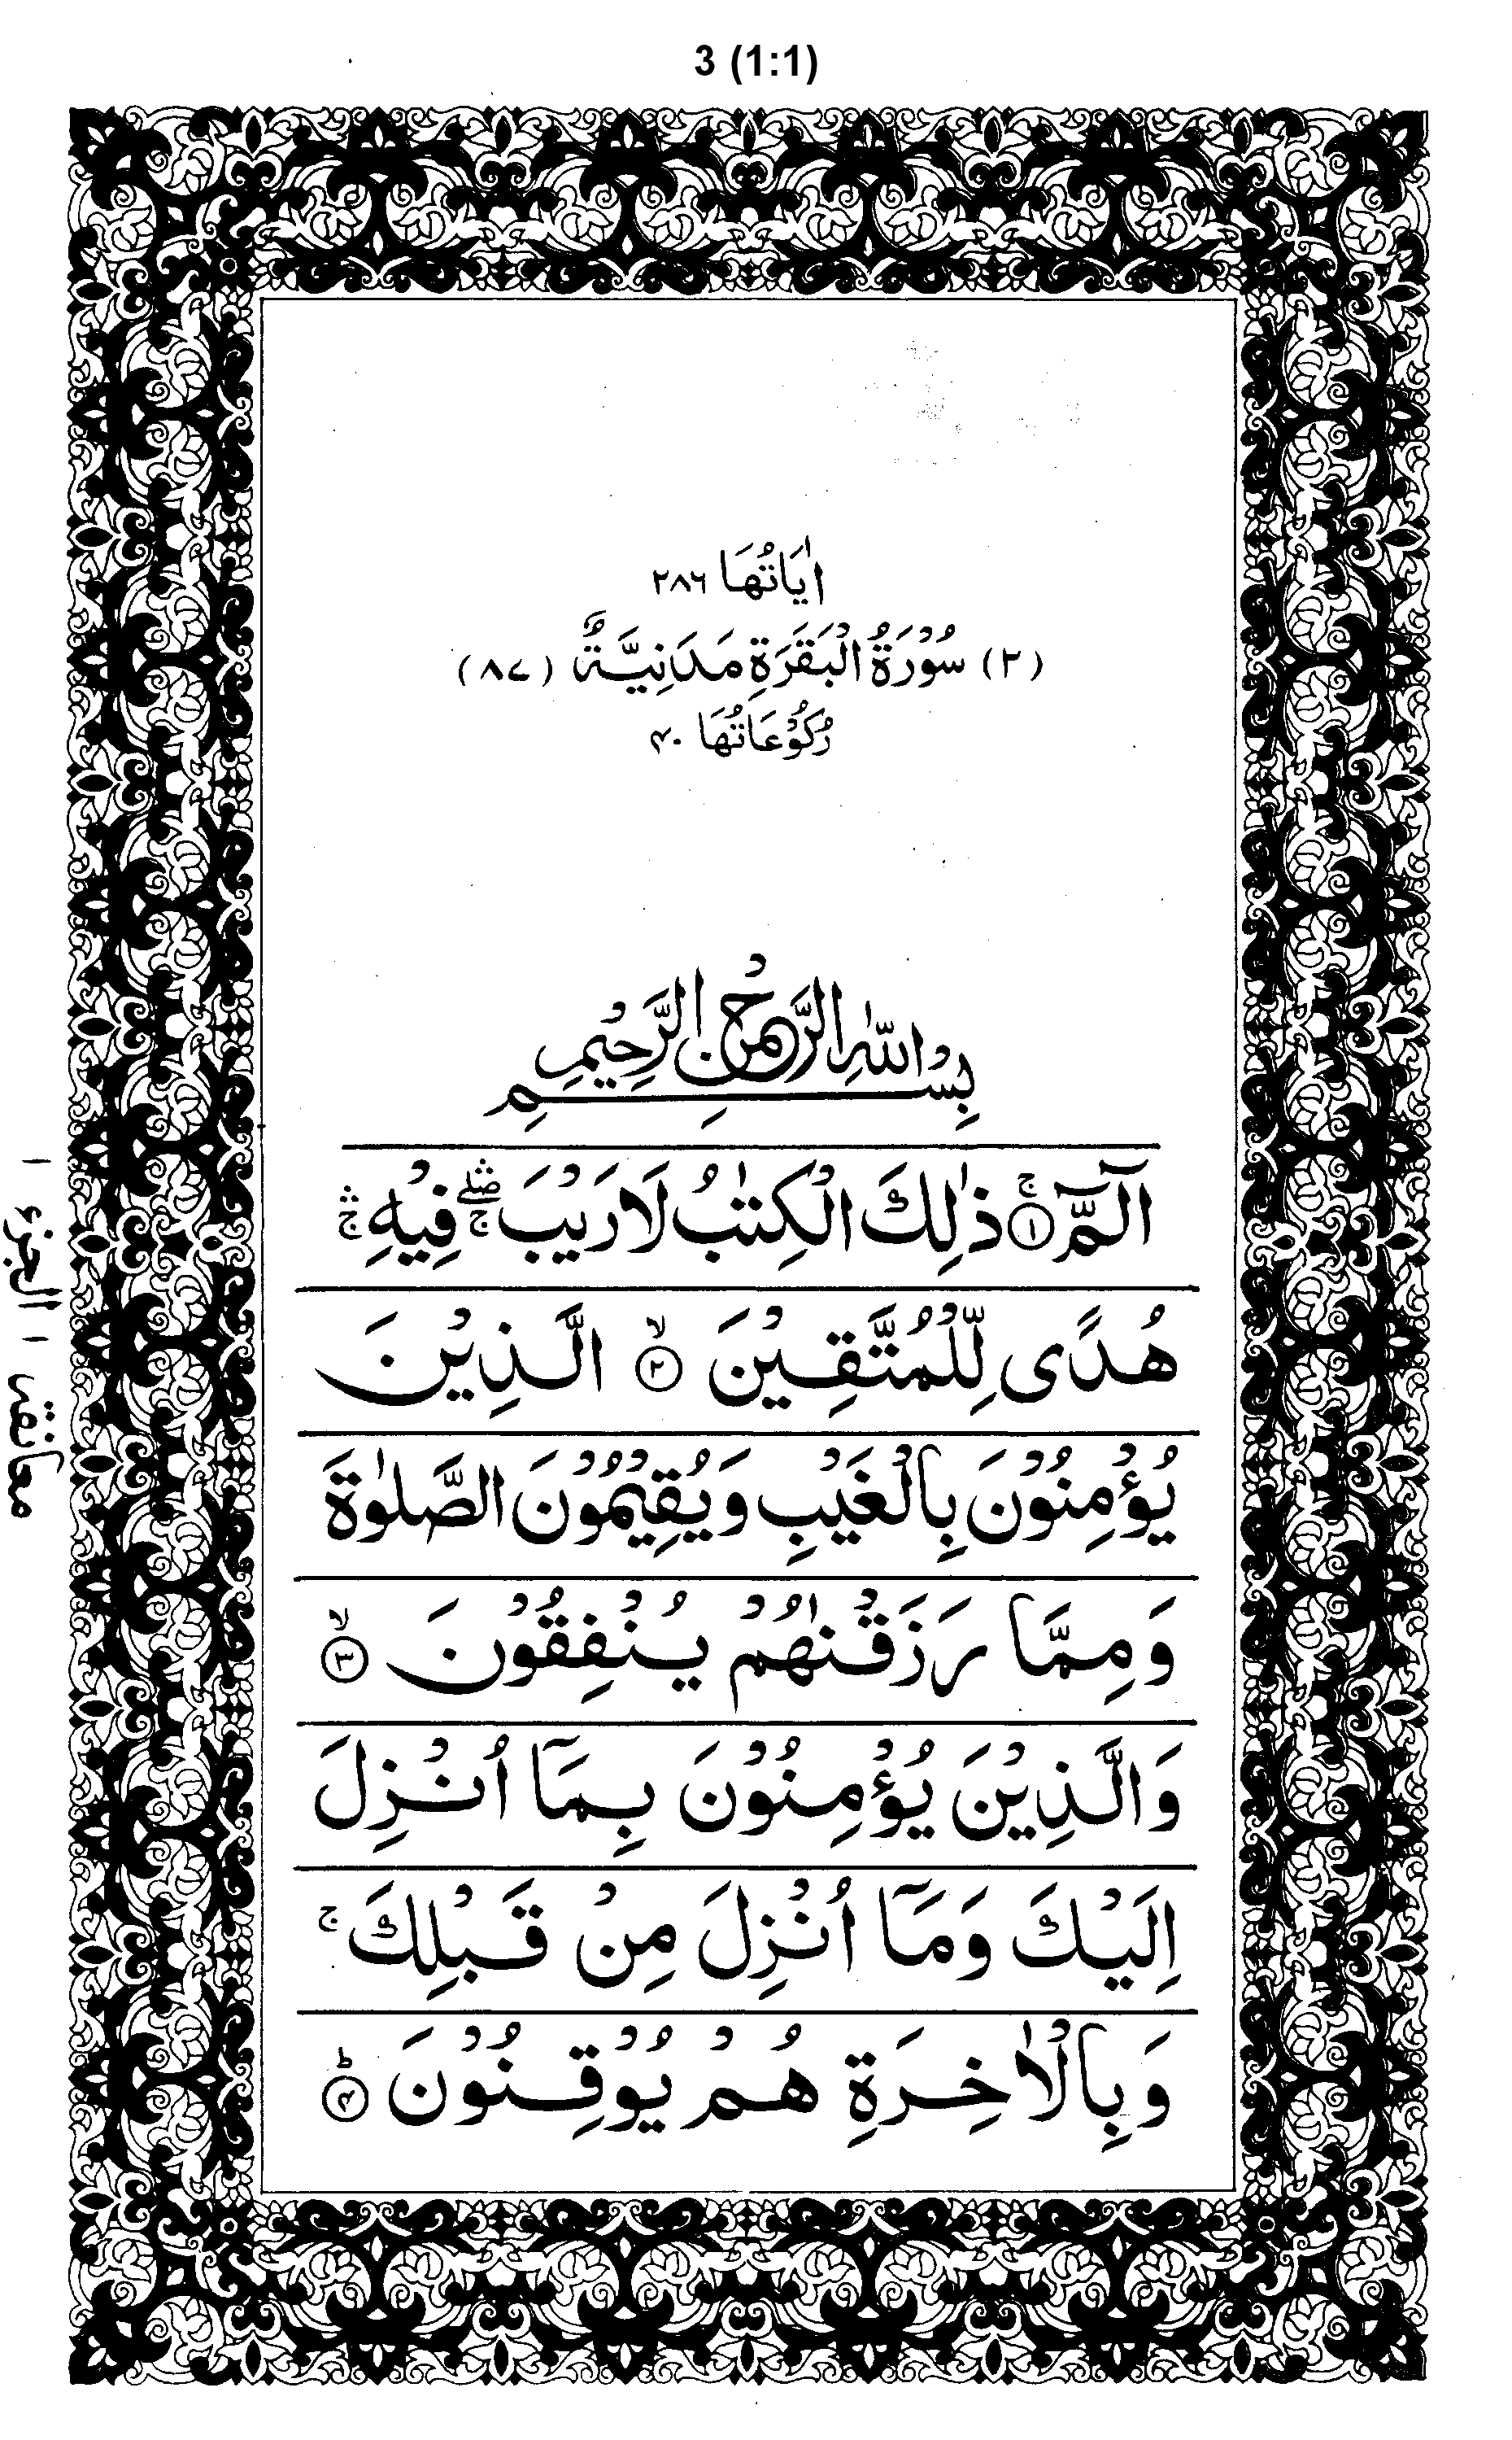 3 (1:1)
اٰیَاتُهَا ۲۸۶
(۲) سُوْرَةُ الْبَقَرَةِ مَدَنِیَّةٌ (۸۷)
رُكُوْعَاتُهَا ۴۰
بِسْمِ اللّٰهِ الرَّحْمٰنِ الرَّحِیْمِ
الٓمّٓ ۚ﴿۱﴾ ذٰلِكَ الْكِتٰبُ لَا رَیْبَ ۛۖۚ فِیْهِ ۛۚ
هُدًی لِّلْمُتَّقِیْنَ ۙ﴿۲﴾ الَّذِیْنَ
یُؤْمِنُوْنَ بِالْغَیْبِ وَیُقِیْمُوْنَ الصَّلٰوةَ
وَمِمَّا رَزَقْنٰهُمْ یُنْفِقُوْنَ ۙ﴿۳﴾
وَالَّذِیْنَ یُؤْمِنُوْنَ بِمَاۤ اُنْزِلَ
اِلَیْكَ وَمَاۤ اُنْزِلَ مِنْ قَبْلِكَ ۚ
وَبِالْاٰخِرَةِ هُمْ یُوْقِنُوْنَ ؕ﴿۴﴾
معانقة ۱ الجزء ۱